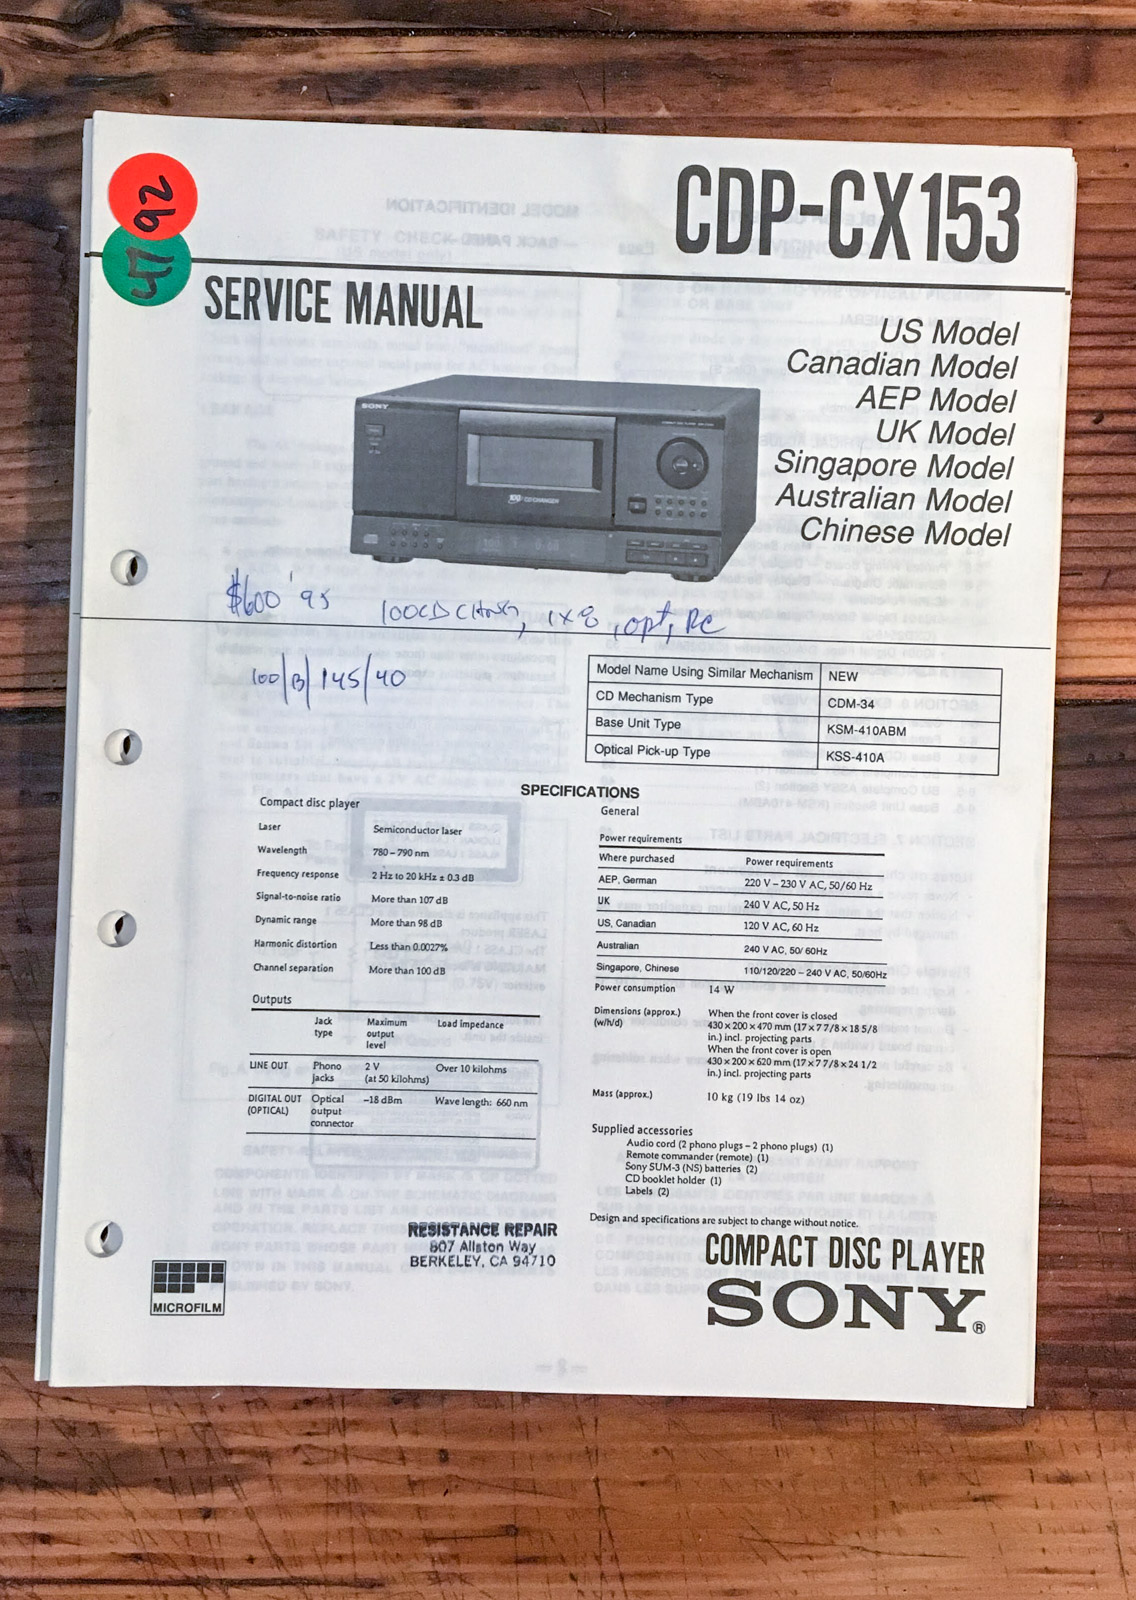 92
CDP-CX153
SERVICE MANUAL
US Model
Canadian Model
AEP Model
UK Model
Singapore Model
Australian Model
Chinese Model
SONY
100 CD CHANGER
$600 '95 100CD CHNGR, 1x8, opt, RC
100/B/145/40
Model Name Using Similar Mechanism NEW
CD Mechanism Type CDM-34
Base Unit Type KSM-410ABM
Optical Pick-up Type KSS-410A
SPECIFICATIONS
Compact disc player
Laser Semiconductor laser
Wavelength 780 – 790 nm
Frequency response 2 Hz to 20 kHz ± 0.3 dB
Signal-to-noise ratio More than 107 dB
Dynamic range More than 98 dB
Harmonic distortion Less than 0.0027%
Channel separation More than 100 dB
Outputs
Jack type Maximum output level Load impedance
LINE OUT Phono jacks 2 V (at 50 kilohms) Over 10 kilohms
DIGITAL OUT (OPTICAL) Optical output connector –18 dBm Wave length: 660 nm
General
Power requirements
Where purchased Power requirements
AEP, German 220 V – 230 V AC, 50/60 Hz
UK 240 V AC, 50 Hz
US, Canadian 120 V AC, 60 Hz
Australian 240 V AC, 50/ 60Hz
Singapore, Chinese 110/120/220 – 240 V AC, 50/60Hz
Power consumption 14 W
Dimensions (approx.) When the front cover is closed
(w/h/d) 430 × 200 × 470 mm (17 × 7 7/8 × 18 5/8
in.) incl. projecting parts
When the front cover is open
430 × 200 × 620 mm (17 × 7 7/8 × 24 1/2
in.) incl. projecting parts
Mass (approx.) 10 kg (19 lbs 14 oz)
Supplied accessories
Audio cord (2 phono plugs – 2 phono plugs) (1)
Remote commander (remote) (1)
Sony SUM-3 (NS) batteries (2)
CD booklet holder (1)
Labels (2)
Design and specifications are subject to change without notice.
RESISTANCE REPAIR
807 Allston Way
BERKELEY, CA 94710
MICROFILM
COMPACT DISC PLAYER
SONY®